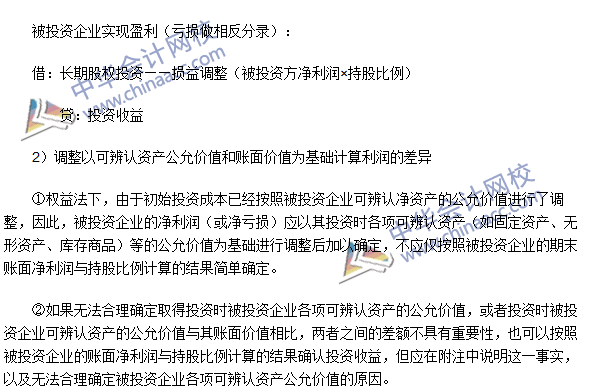 被投资企业实现盈利（亏损做相反分录）：
借：长期股权投资——损益调整（被投资方净利润×持股比例）
贷：投资收益
2）调整以可辨认资产公允价值和账面价值为基础计算利润的差异
①权益法下，由于初始投资成本已经按照被投资企业可辨认净资产的公允价值进行了调
整，因此，被投资企业的净利润（或净亏损）应以其投资时各项可辨认资产（如固定资产、无
形资产、库存商品）等的公允价值为基础进行调整后加以确定，不应仅按照被投资企业的期末
账面净利润与持股比例计算的结果简单确定。
②如果无法合理确定取得投资时被投资企业各项可辨认资产的公允价值，或者投资时被投
资企业可辨认资产的公允价值与其账面价值相比，两者之间的差额不具有重要性，也可以按照
被投资企业的账面净利润与持股比例计算的结果确认投资收益，但应在附注中说明这一事实，
以及无法合理确定被投资企业各项可辨认资产公允价值的原因。
中华会计网校
www.chinaacc.com
中华会计网校
www.chinaacc.com